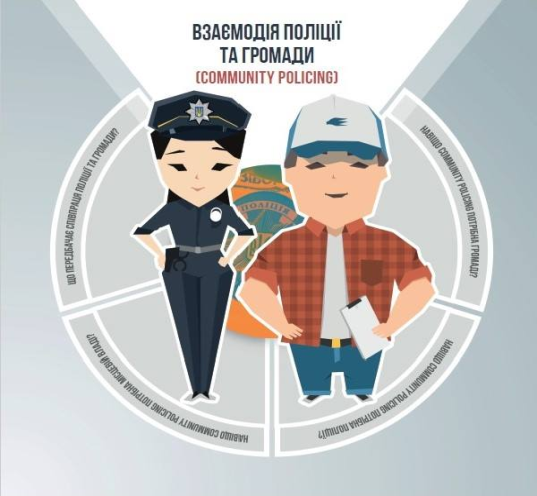 ВЗАЄМОДІЯ ПОЛІЦІЇ
ТА ГРОМАДИ
(COMMUNITY POLICING)
ЩО ПЕРЕДБАЧАЄ СПІВПРАЦЯ ПОЛІЦІЇ ТА ГРОМАДИ?
НАВІЩО COMMUNITY POLICING ПОТРІБНА ГРОМАДІ?
НАВІЩО COMMUNITY POLICING ПОТРІБНА МІСЦЕВІЙ ВЛАДІ?
НАВІЩО COMMUNITY POLICING ПОТРІБНА ПОЛІЦІЇ?